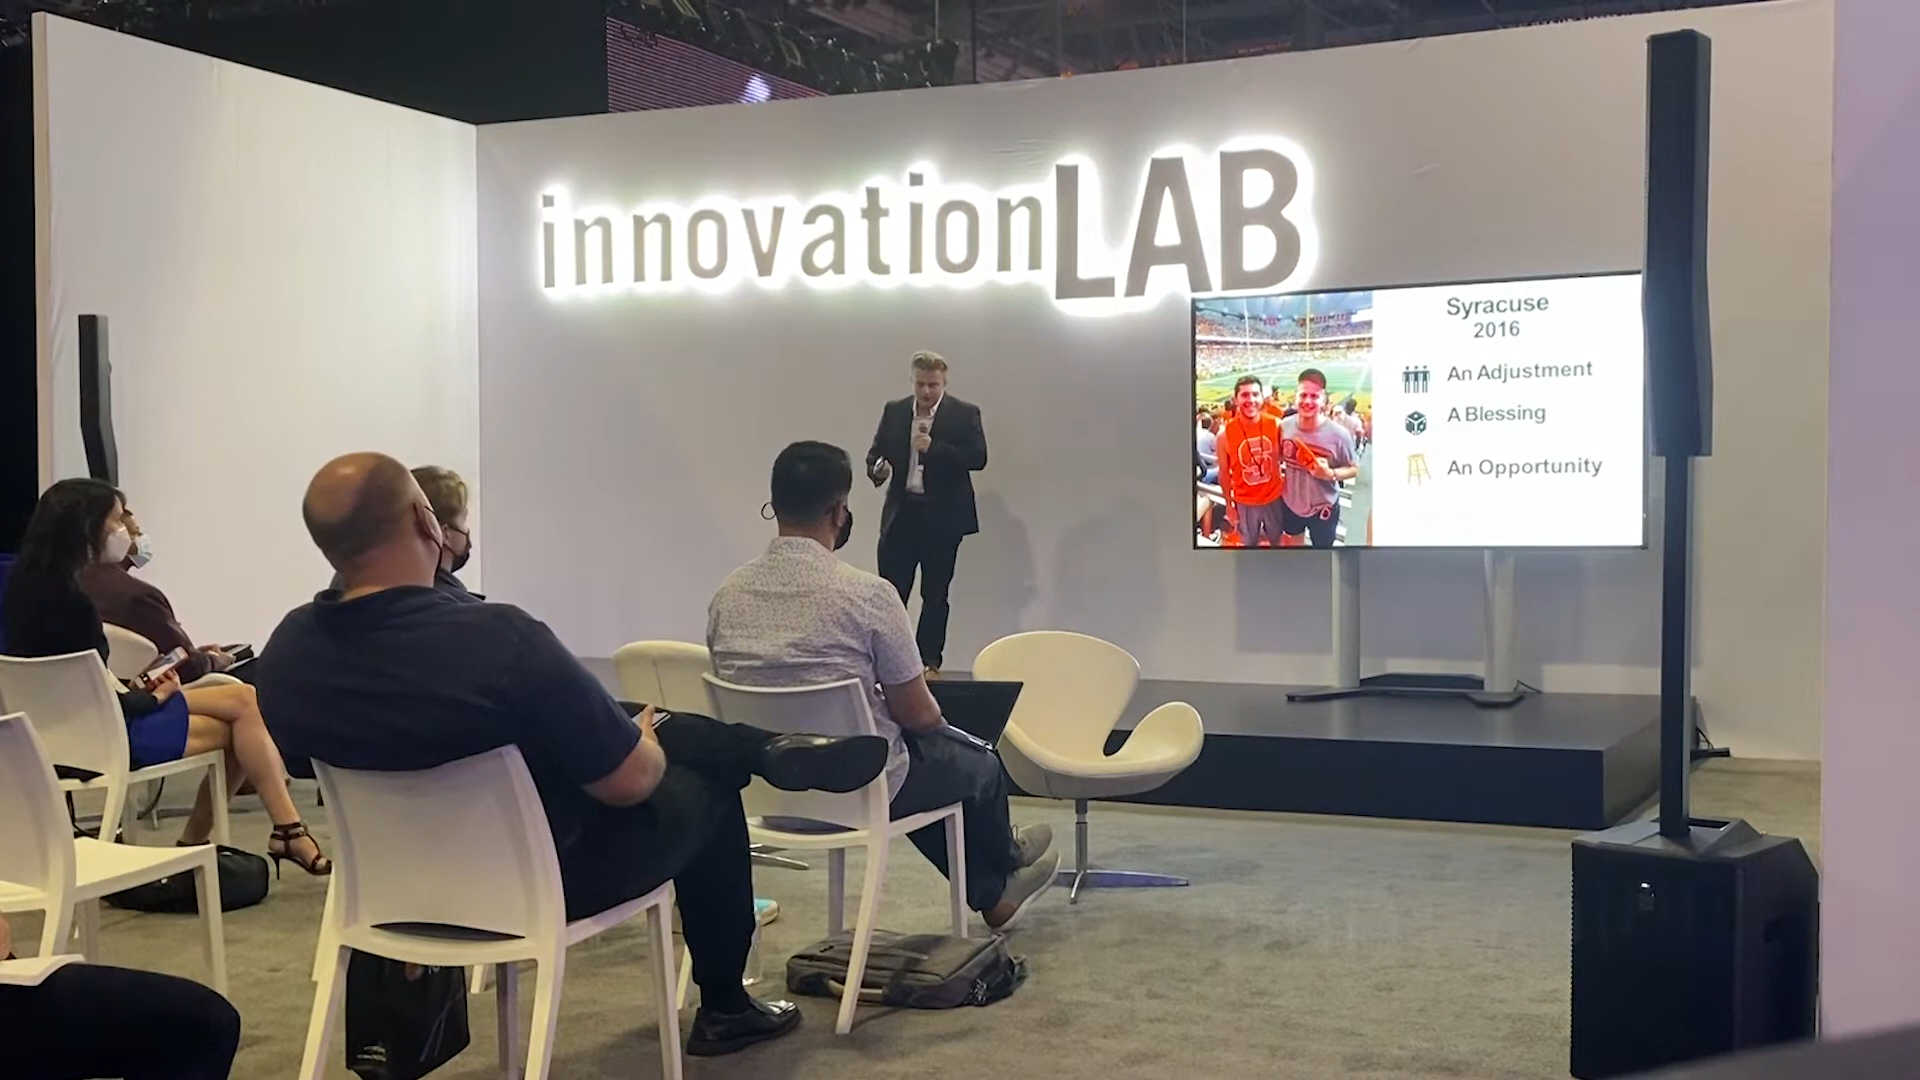 innovationLAB
Syracuse
2016
An Adjustment
A Blessing
An Opportunity
S